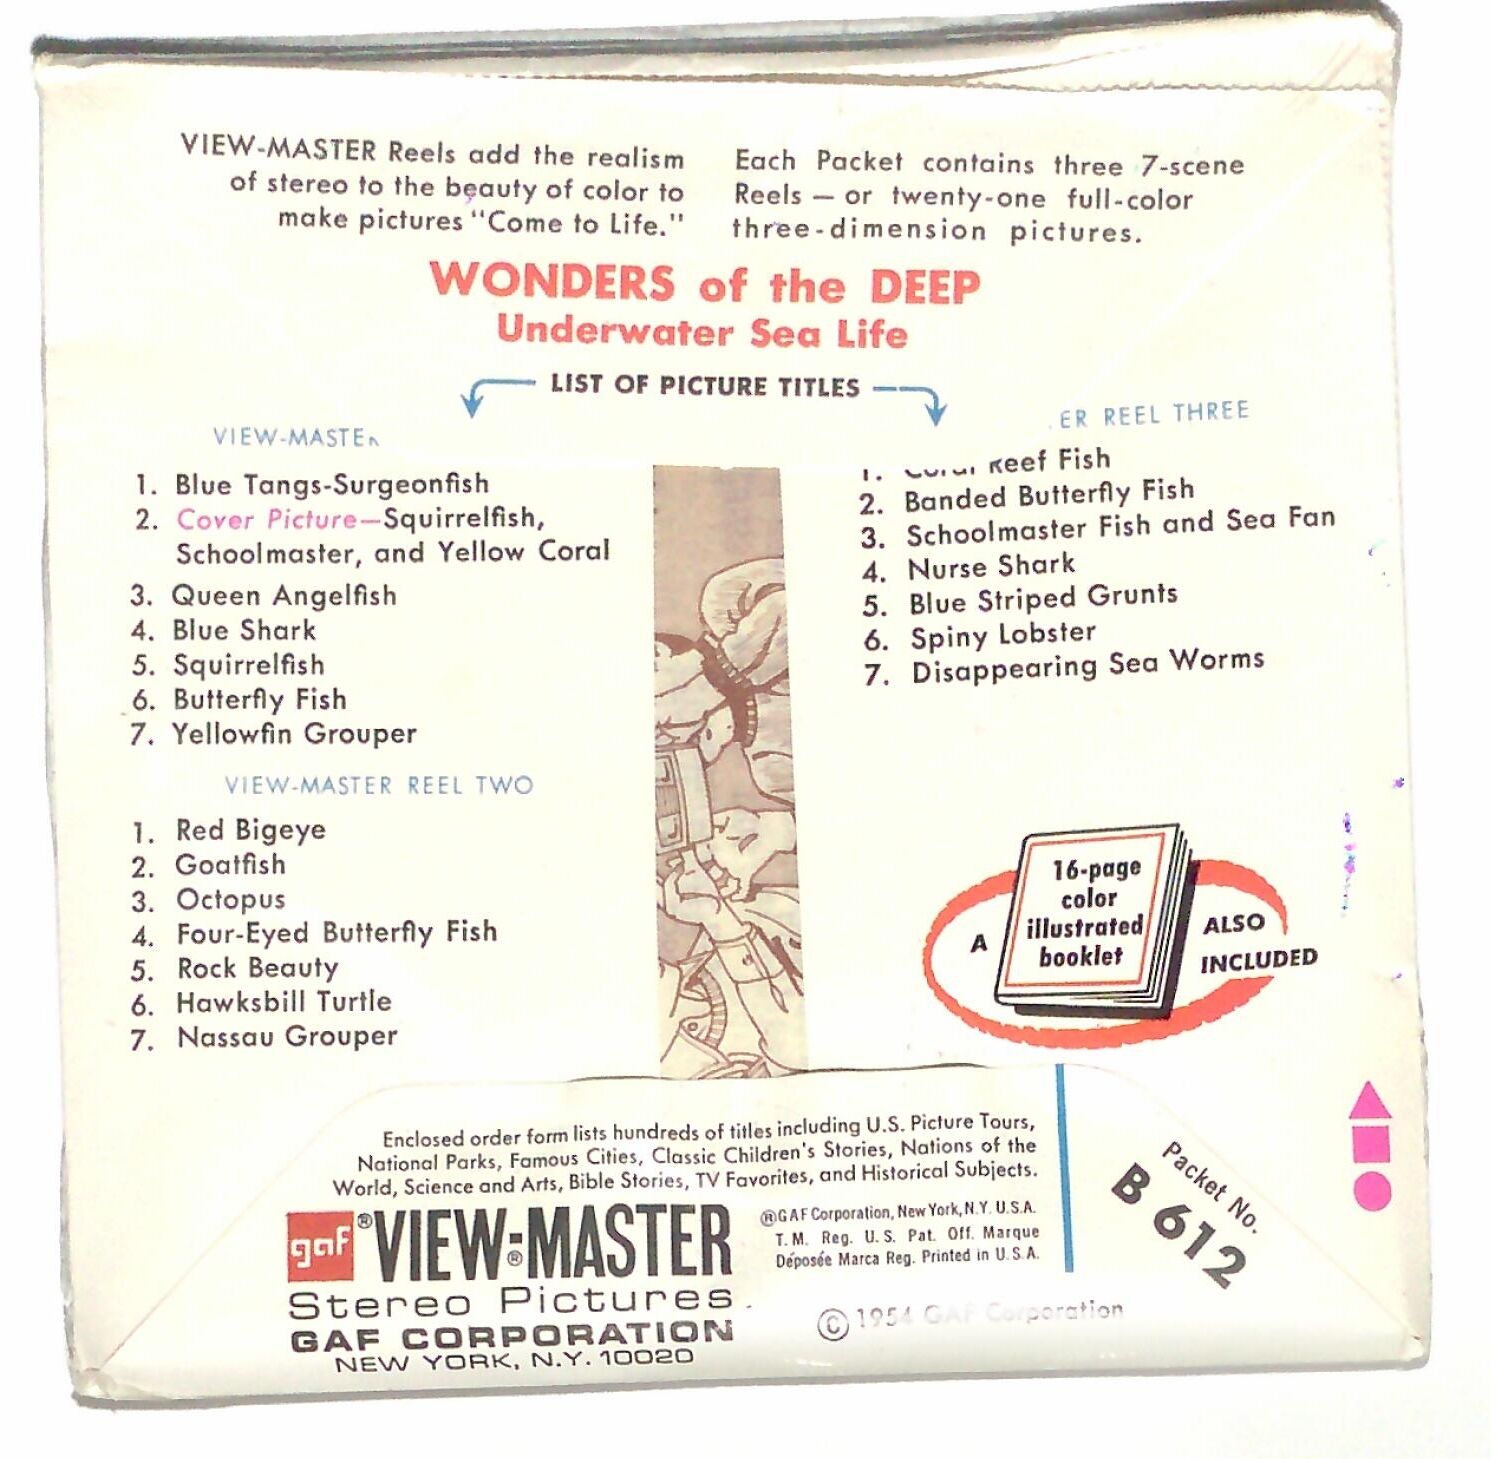 VIEW-MASTER Reels add the realism
of stereo to the beauty of color to
make pictures "Come to Life."
Each Packet contains three 7-scene
Reels — or twenty-one full-color
three-dimension pictures.
WONDERS of the DEEP
Underwater Sea Life
LIST OF PICTURE TITLES
VIEW-MASTER
1. Blue Tangs-Surgeonfish
2. Cover Picture—Squirrelfish,
Schoolmaster, and Yellow Coral
3. Queen Angelfish
4. Blue Shark
5. Squirrelfish
6. Butterfly Fish
7. Yellowfin Grouper
VIEW-MASTER REEL TWO
1. Red Bigeye
2. Goatfish
3. Octopus
4. Four-Eyed Butterfly Fish
5. Rock Beauty
6. Hawksbill Turtle
7. Nassau Grouper
ER REEL THREE
1. Coral Reef Fish
2. Banded Butterfly Fish
3. Schoolmaster Fish and Sea Fan
4. Nurse Shark
5. Blue Striped Grunts
6. Spiny Lobster
7. Disappearing Sea Worms
A
16-page
color
illustrated
booklet
ALSO
INCLUDED
Enclosed order form lists hundreds of titles including U.S. Picture Tours,
National Parks, Famous Cities, Classic Children's Stories, Nations of the
World, Science and Arts, Bible Stories, TV Favorites, and Historical Subjects.
gaf ® VIEW-MASTER ®
Stereo Pictures
GAF CORPORATION
NEW YORK, N.Y. 10020
®GAF Corporation, New York, N.Y. U.S.A.
T.M. Reg. U.S. Pat. Off. Marque
Déposée Marca Reg. Printed in U.S.A.
© 1954 GAF Corporation
Packet No.
B 612